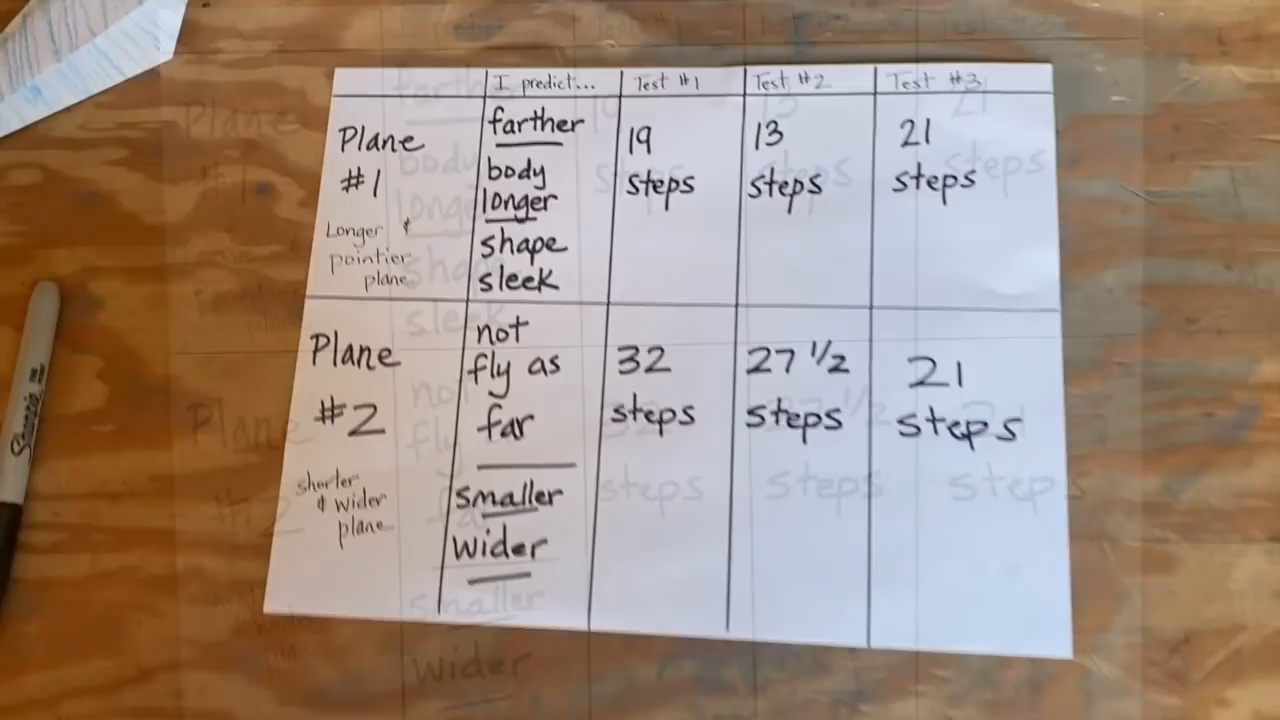 I predict... Test #1 Test #2 Test #3
Plane
#1
Longer &
pointier
plane
farther
body
longer
shape
sleek
19
steps
13
steps
21
steps
Plane
#2
shorter
& wider
plane
not
fly as
far
smaller
wider
32
steps
27 1/2
steps
21
steps
Sharpie